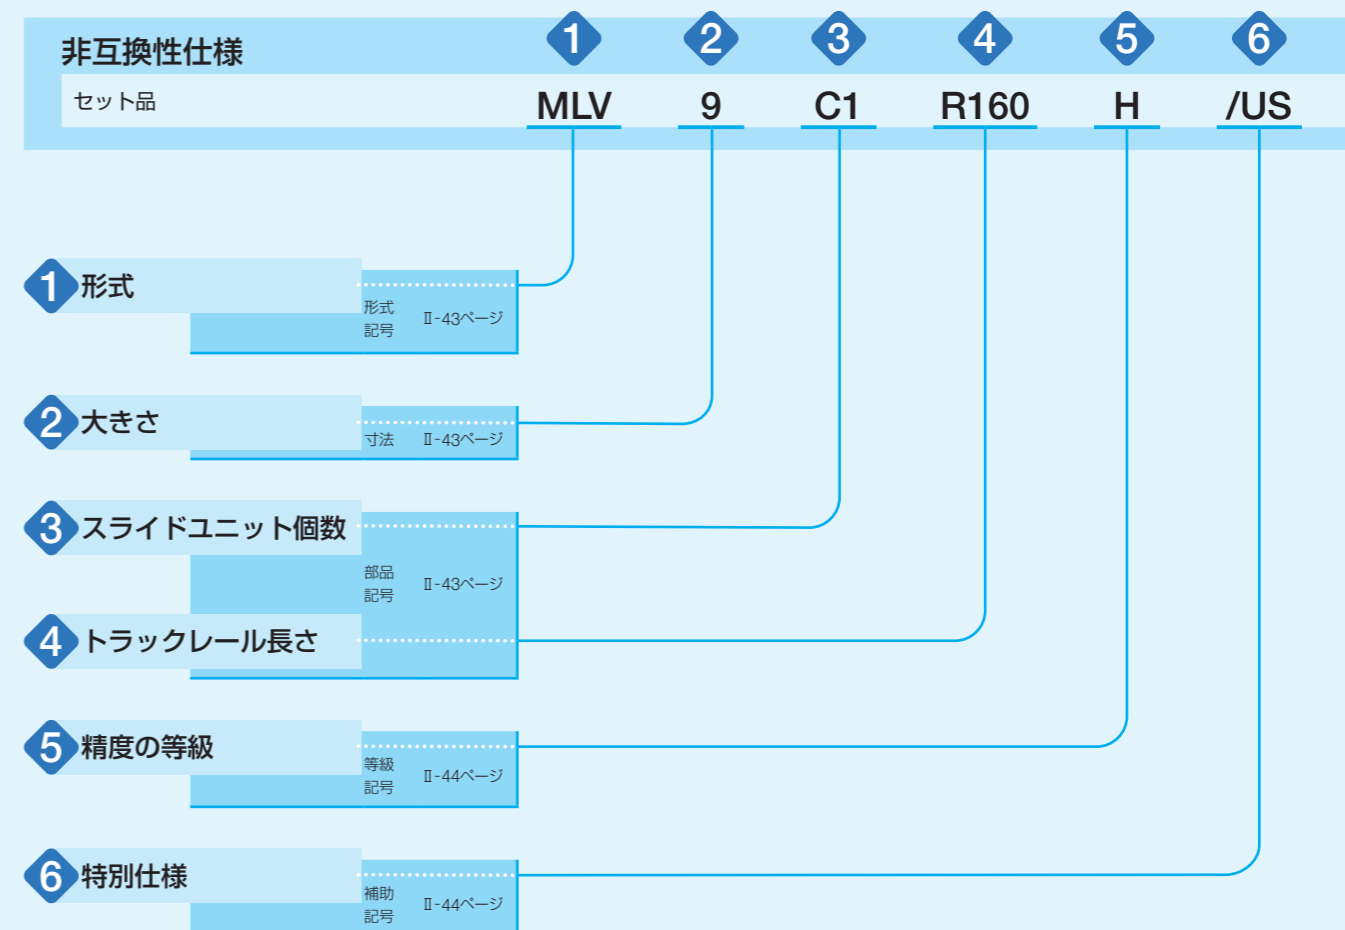 1 2 3 4 5 6
非互換性仕様
セット品 MLV 9 C1 R160 H /US
1 形式
形式 Ⅱ-43ページ
記号
2 大きさ
寸法 Ⅱ-43ページ
3 スライドユニット個数
部品 Ⅱ-43ページ
記号
4 トラックレール長さ
5 精度の等級
等級 Ⅱ-44ページ
記号
6 特別仕様
補助 Ⅱ-44ページ
記号